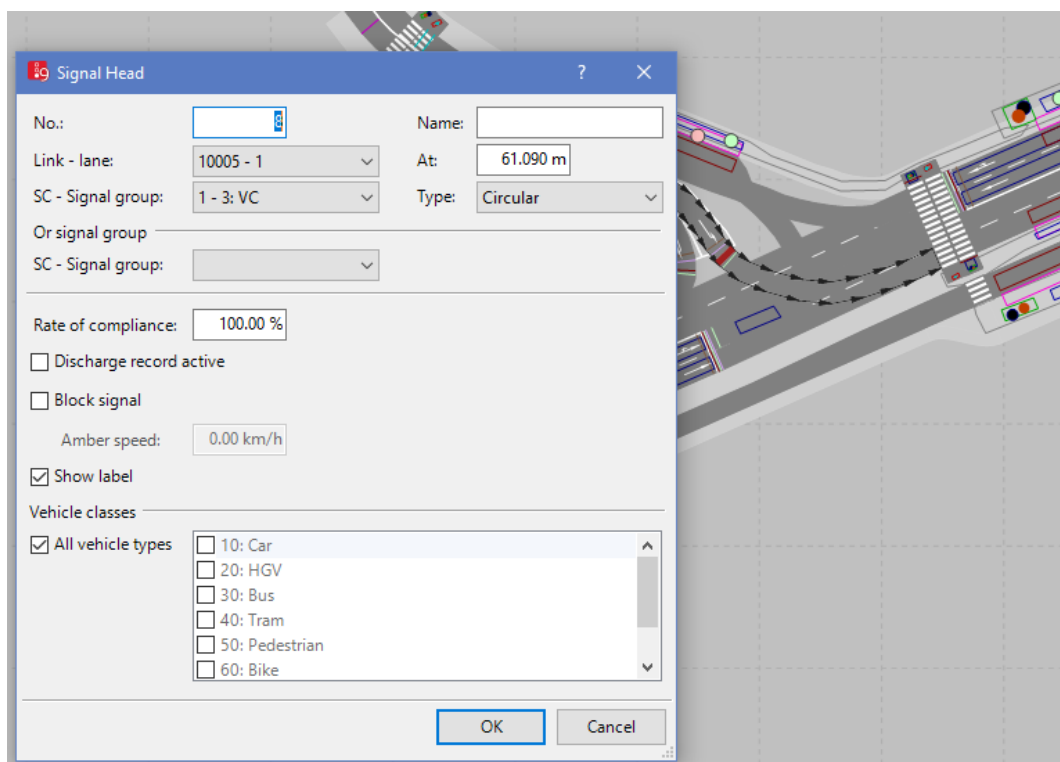 9 Signal Head ?
No.: 8 Name:
Link - lane: 10005 - 1 At: 61.090 m
SC - Signal group: 1 - 3: VC Type: Circular
Or signal group
SC - Signal group:
Rate of compliance: 100.00 %
Discharge record active
Block signal
Amber speed: 0.00 km/h
Show label
Vehicle classes
All vehicle types 10: Car
20: HGV
30: Bus
40: Tram
50: Pedestrian
60: Bike
OK Cancel